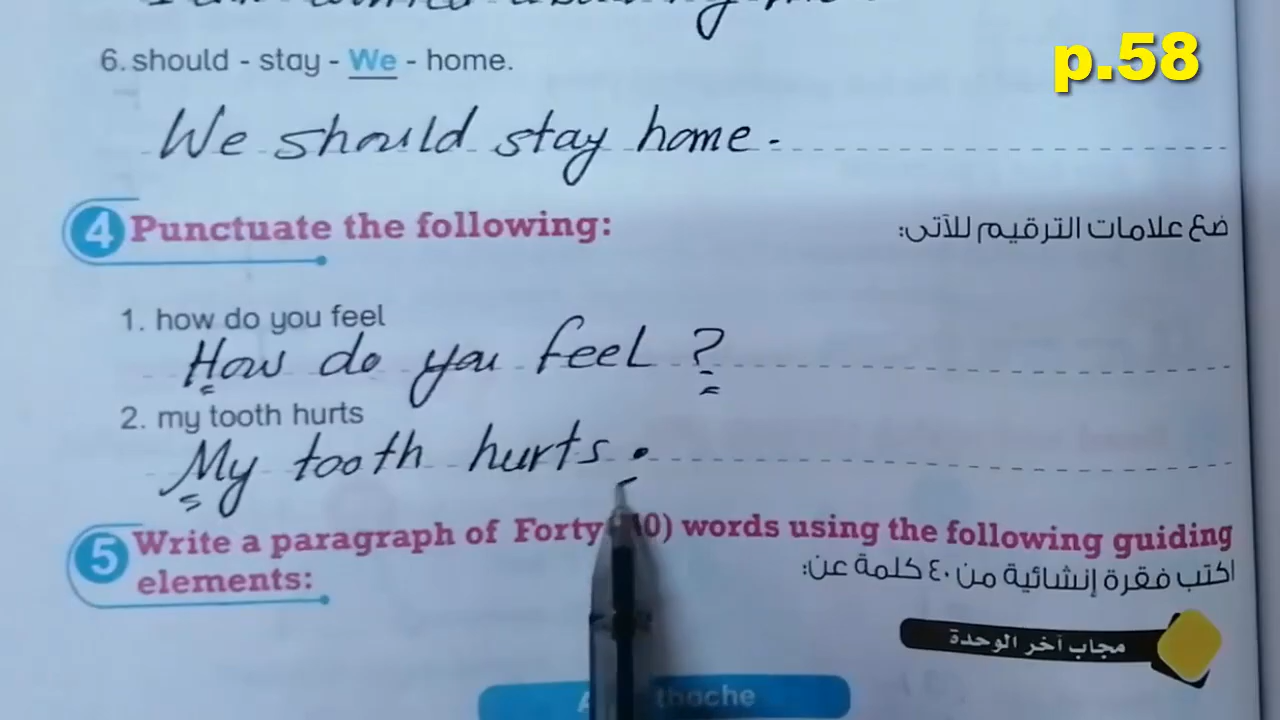 p.58
6. should - stay - We - home.
We should stay home.
4 Punctuate the following:
ضع علامات الترقيم للآتى:
1. how do you feel
How do you feel ?
2. my tooth hurts
My tooth hurts.
5 Write a paragraph of Forty 0) words using the following guiding
elements:
اكتب فقرة إنشائية من ٤٠ كلمة عن:
مجاب آخر الوحدة